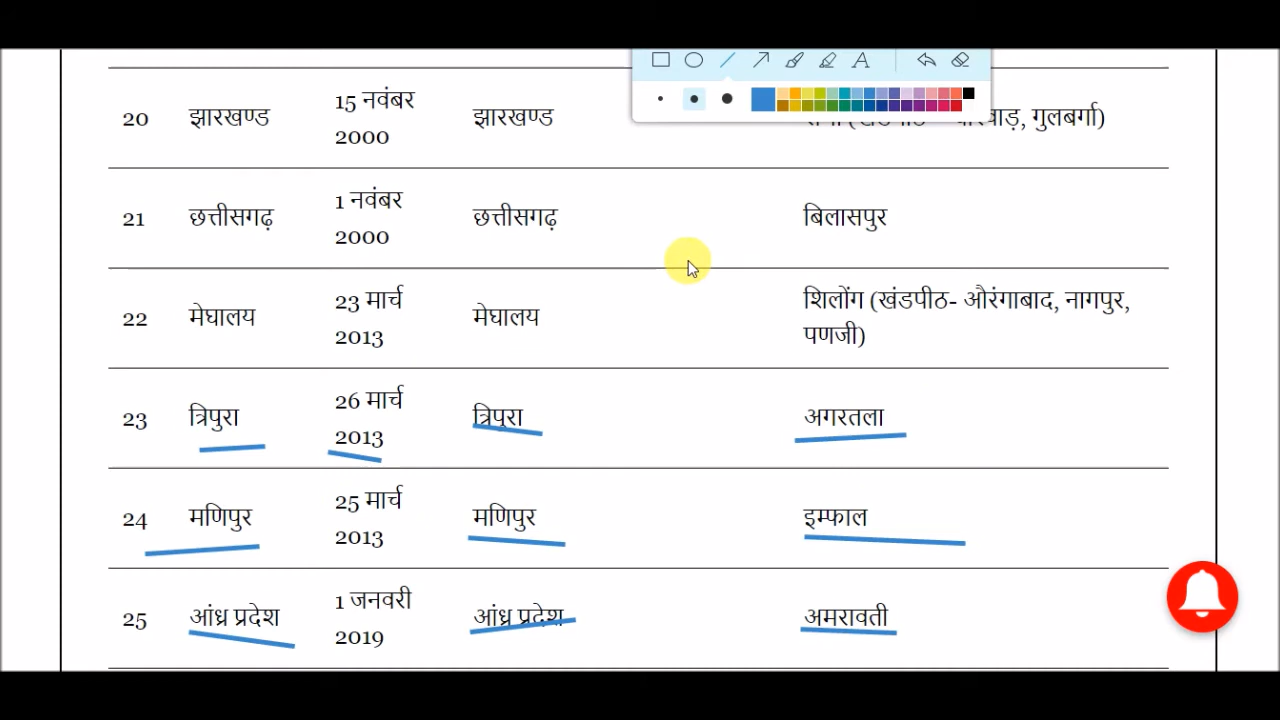 20 झारखण्ड 15 नवंबर 2000 झारखण्ड गुलबर्गा)
21 छत्तीसगढ़ 1 नवंबर 2000 छत्तीसगढ़ बिलासपुर
22 मेघालय 23 मार्च 2013 मेघालय शिलोंग (खंडपीठ- औरंगाबाद, नागपुर, पणजी)
23 त्रिपुरा 26 मार्च 2013 त्रिपुरा अगरतला
24 मणिपुर 25 मार्च 2013 मणिपुर इम्फाल
25 आंध्र प्रदेश 1 जनवरी 2019 आंध्र प्रदेश अमरावती